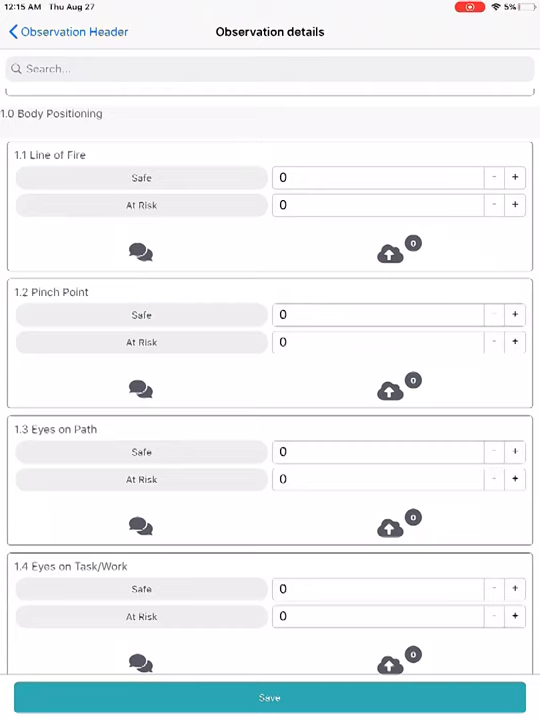 12:15 AM Thu Aug 27 5%
Observation Header Observation details
Search...
1.0 Body Positioning
1.1 Line of Fire
Safe 0 - +
At Risk 0 - +
0
1.2 Pinch Point
Safe 0 - +
At Risk 0 - +
0
1.3 Eyes on Path
Safe 0 - +
At Risk 0 - +
0
1.4 Eyes on Task/Work
Safe 0 - +
At Risk 0 - +
0
Save